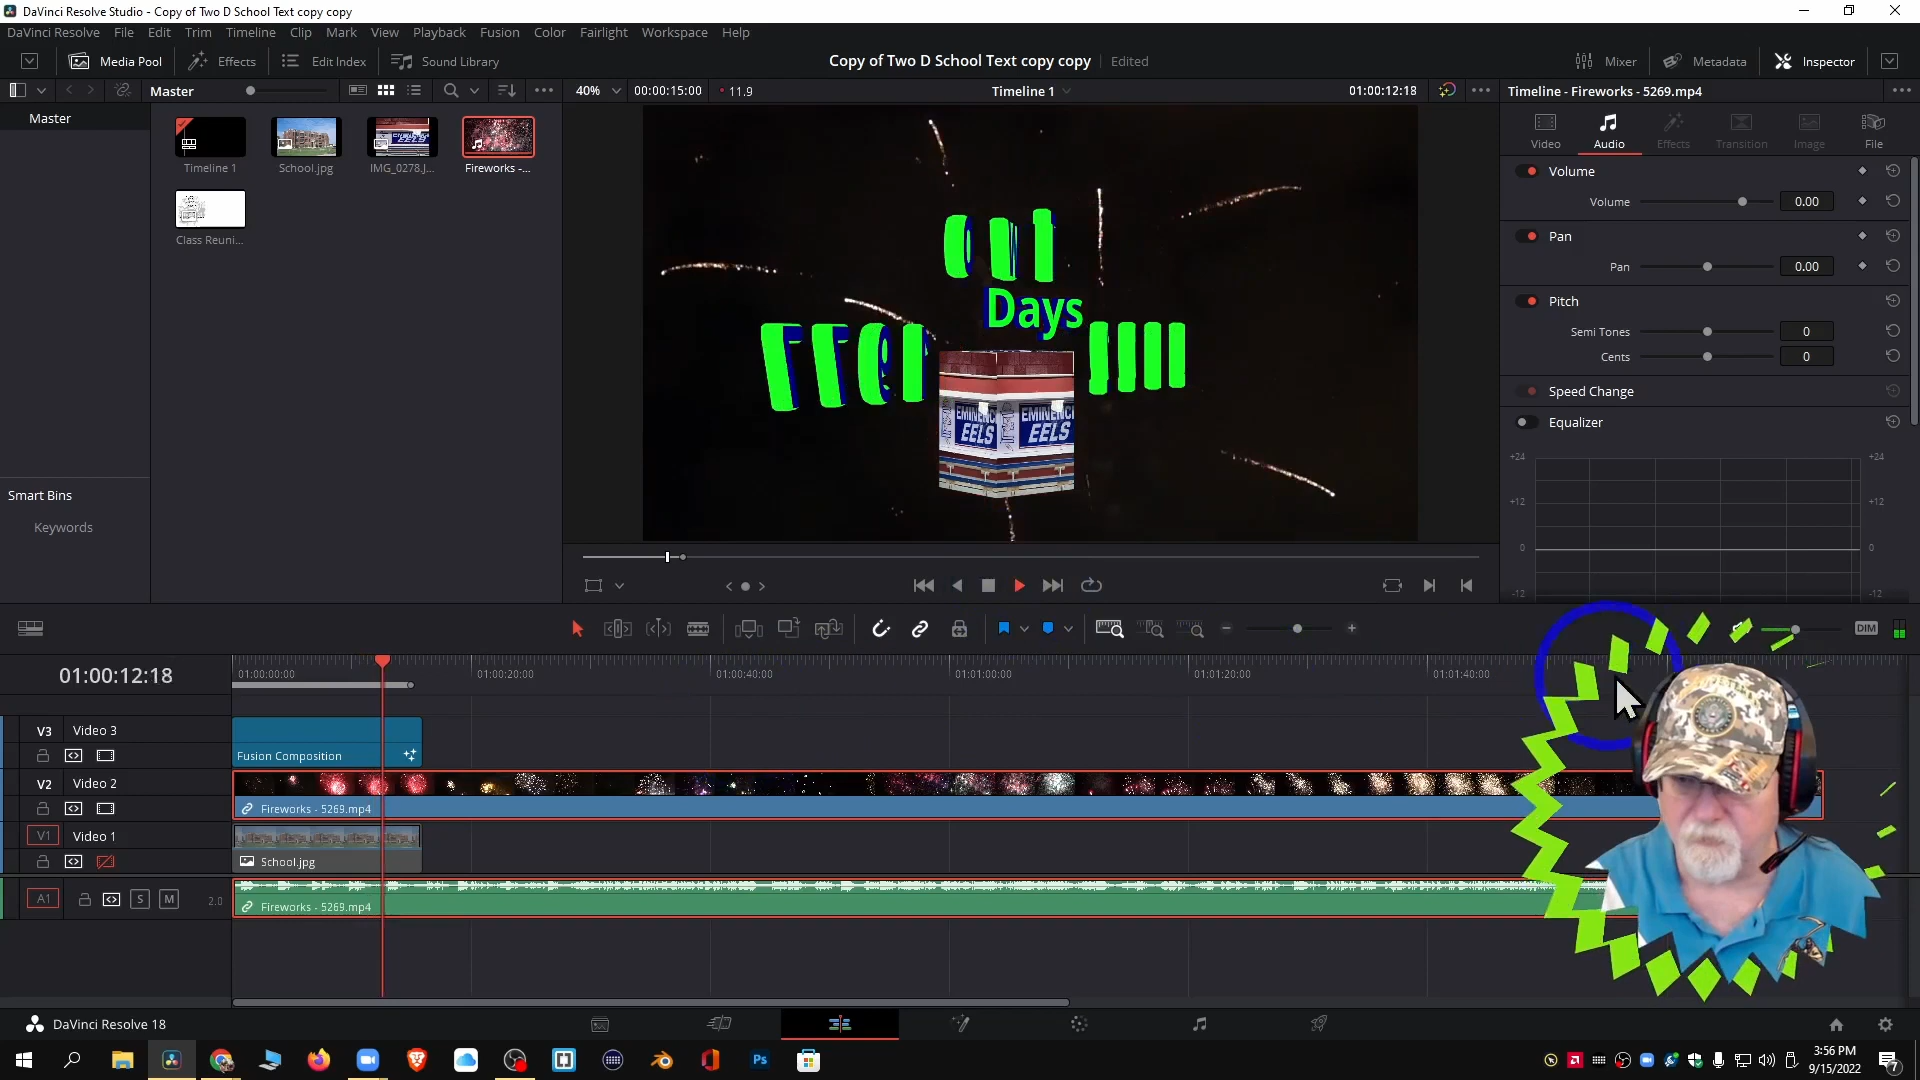 DaVinci Resolve Studio - Copy of Two D School Text copy copy
DaVinci Resolve File Edit Trim Timeline Clip Mark View Playback Fusion Color Fairlight Workspace Help
Media Pool Effects Edit Index Sound Library Copy of Two D School Text copy copy Edited Mixer Metadata Inspector
Master 40% 00:00:15:00 11.9 Timeline 1 01:00:12:18 Timeline - Fireworks - 5269.mp4
Master
Timeline 1 School.jpg IMG_0278.J... Fireworks -...
Class Reuni...
Smart Bins
Keywords
Days
EMINENC EMINENC
EELS EELS
Video Audio Effects Transition Image File
Volume
Volume 0.00
Pan
Pan 0.00
Pitch
Semi Tones 0
Cents 0
Speed Change
Equalizer
+24 +24
+12 +12
0 0
-12 -12
DIM
01:00:12:18 01:00:00:00 01:00:20:00 01:00:40:00 01:01:00:00 01:01:20:00 01:01:40:00
V3 Video 3
Fusion Composition
V2 Video 2
Fireworks - 5269.mp4
V1 Video 1
School.jpg
A1 S M 2.0
Fireworks - 5269.mp4
DaVinci Resolve 18
Ps
3:56 PM
9/15/2022
7